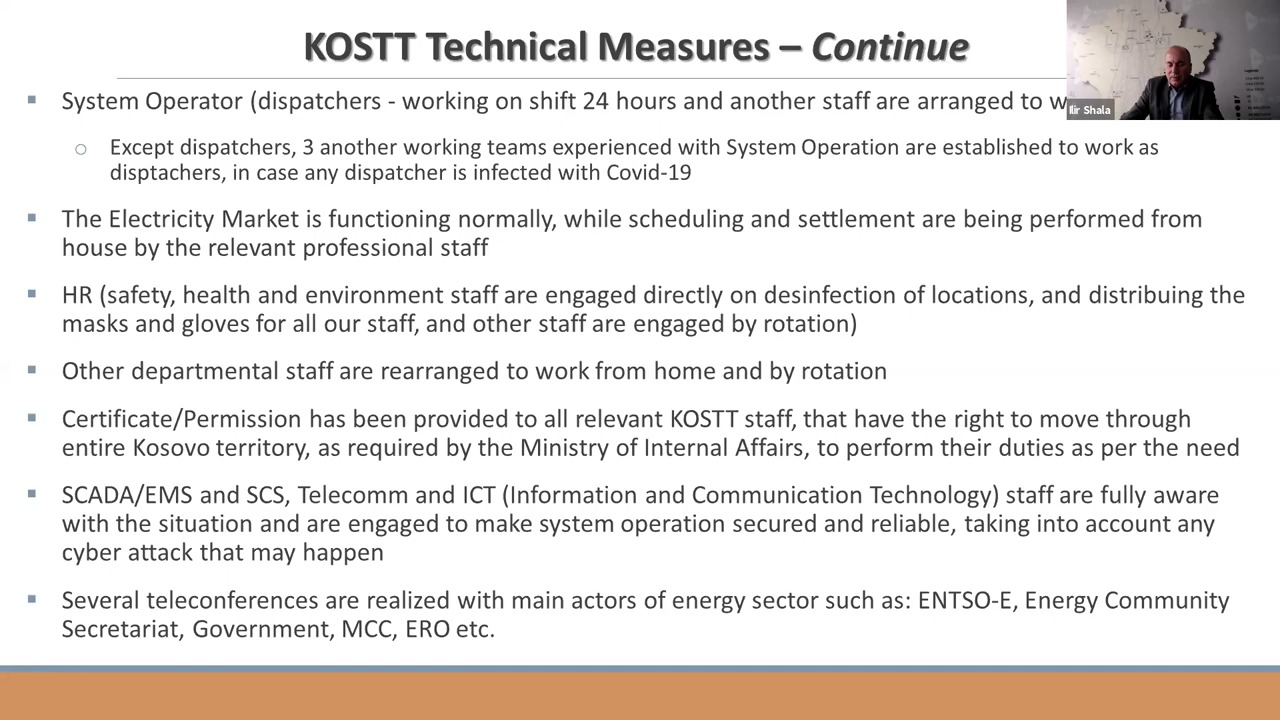 KOSTT Technical Measures – Continue
System Operator (dispatchers - working on shift 24 hours and another staff are arranged to
Ilir Shala
Except dispatchers, 3 another working teams experienced with System Operation are established to work as
disptachers, in case any dispatcher is infected with Covid-19
The Electricity Market is functioning normally, while scheduling and settlement are being performed from
house by the relevant professional staff
HR (safety, health and environment staff are engaged directly on desinfection of locations, and distribuing the
masks and gloves for all our staff, and other staff are engaged by rotation)
Other departmental staff are rearranged to work from home and by rotation
Certificate/Permission has been provided to all relevant KOSTT staff, that have the right to move through
entire Kosovo territory, as required by the Ministry of Internal Affairs, to perform their duties as per the need
SCADA/EMS and SCS, Telecomm and ICT (Information and Communication Technology) staff are fully aware
with the situation and are engaged to make system operation secured and reliable, taking into account any
cyber attack that may happen
Several teleconferences are realized with main actors of energy sector such as: ENTSO-E, Energy Community
Secretariat, Government, MCC, ERO etc.